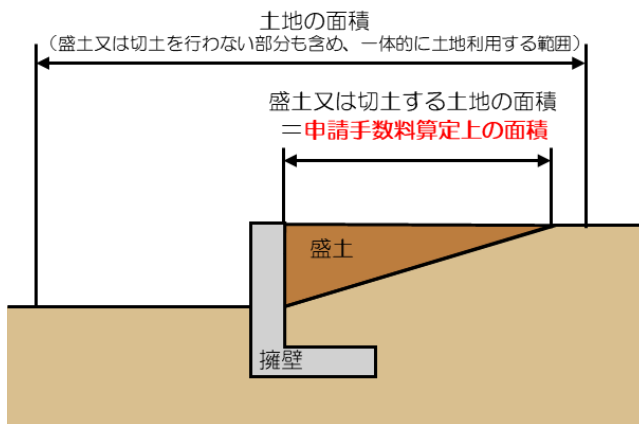 土地の面積
（盛土又は切土を行わない部分も含め、一体的に土地利用する範囲）
盛土又は切土する土地の面積
＝申請手数料算定上の面積
盛土
擁壁